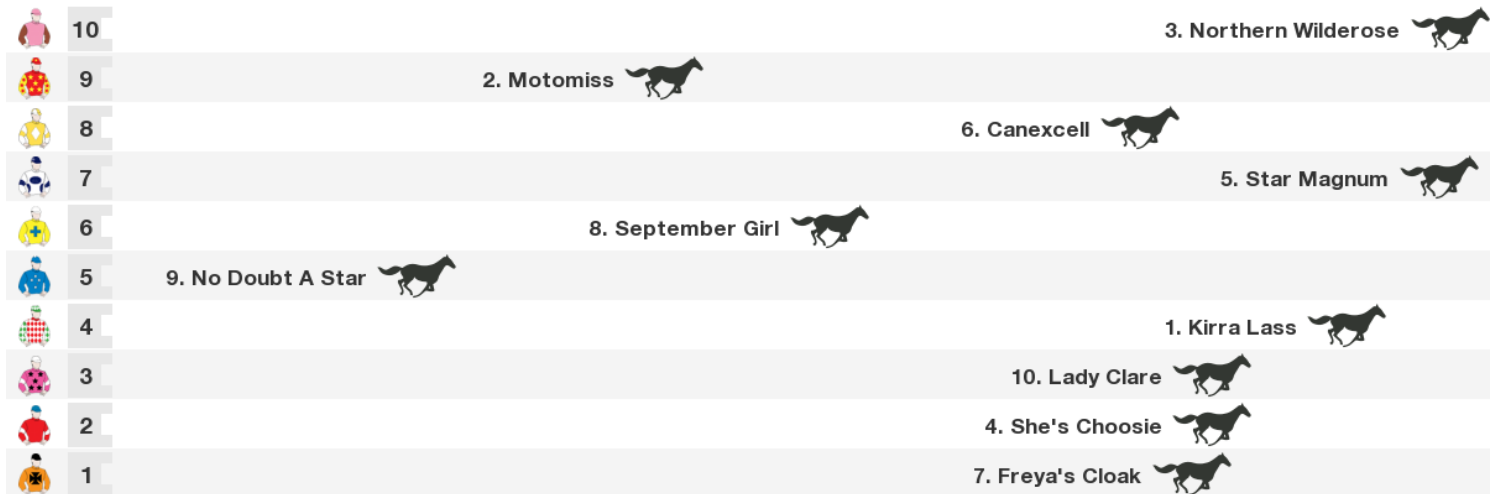 10 3. Northern Wilderose
9 2. Motomiss
8 6. Canexcell
7 5. Star Magnum
6 8. September Girl
5 9. No Doubt A Star
4 1. Kirra Lass
3 10. Lady Clare
2 4. She's Choosie
1 7. Freya's Cloak